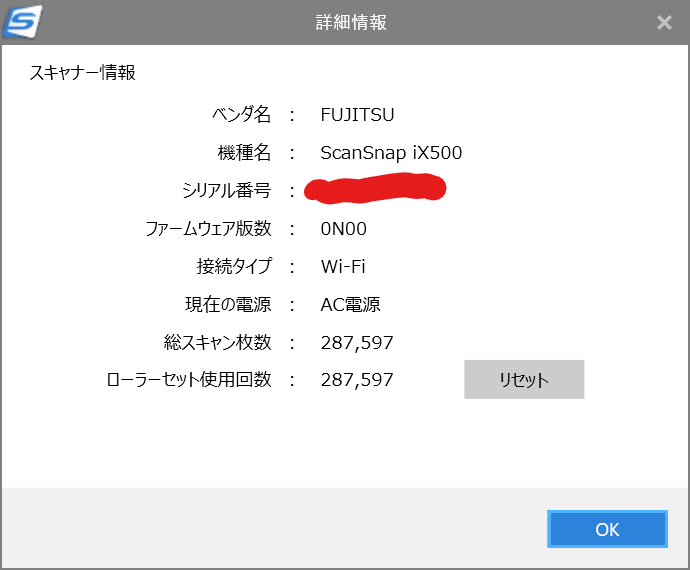 詳細情報
スキャナー情報
ベンダ名 : FUJITSU
機種名 : ScanSnap iX500
シリアル番号 :
ファームウェア版数 : 0N00
接続タイプ : Wi-Fi
現在の電源 : AC電源
総スキャン枚数 : 287,597
ローラーセット使用回数 : 287,597 リセット
OK